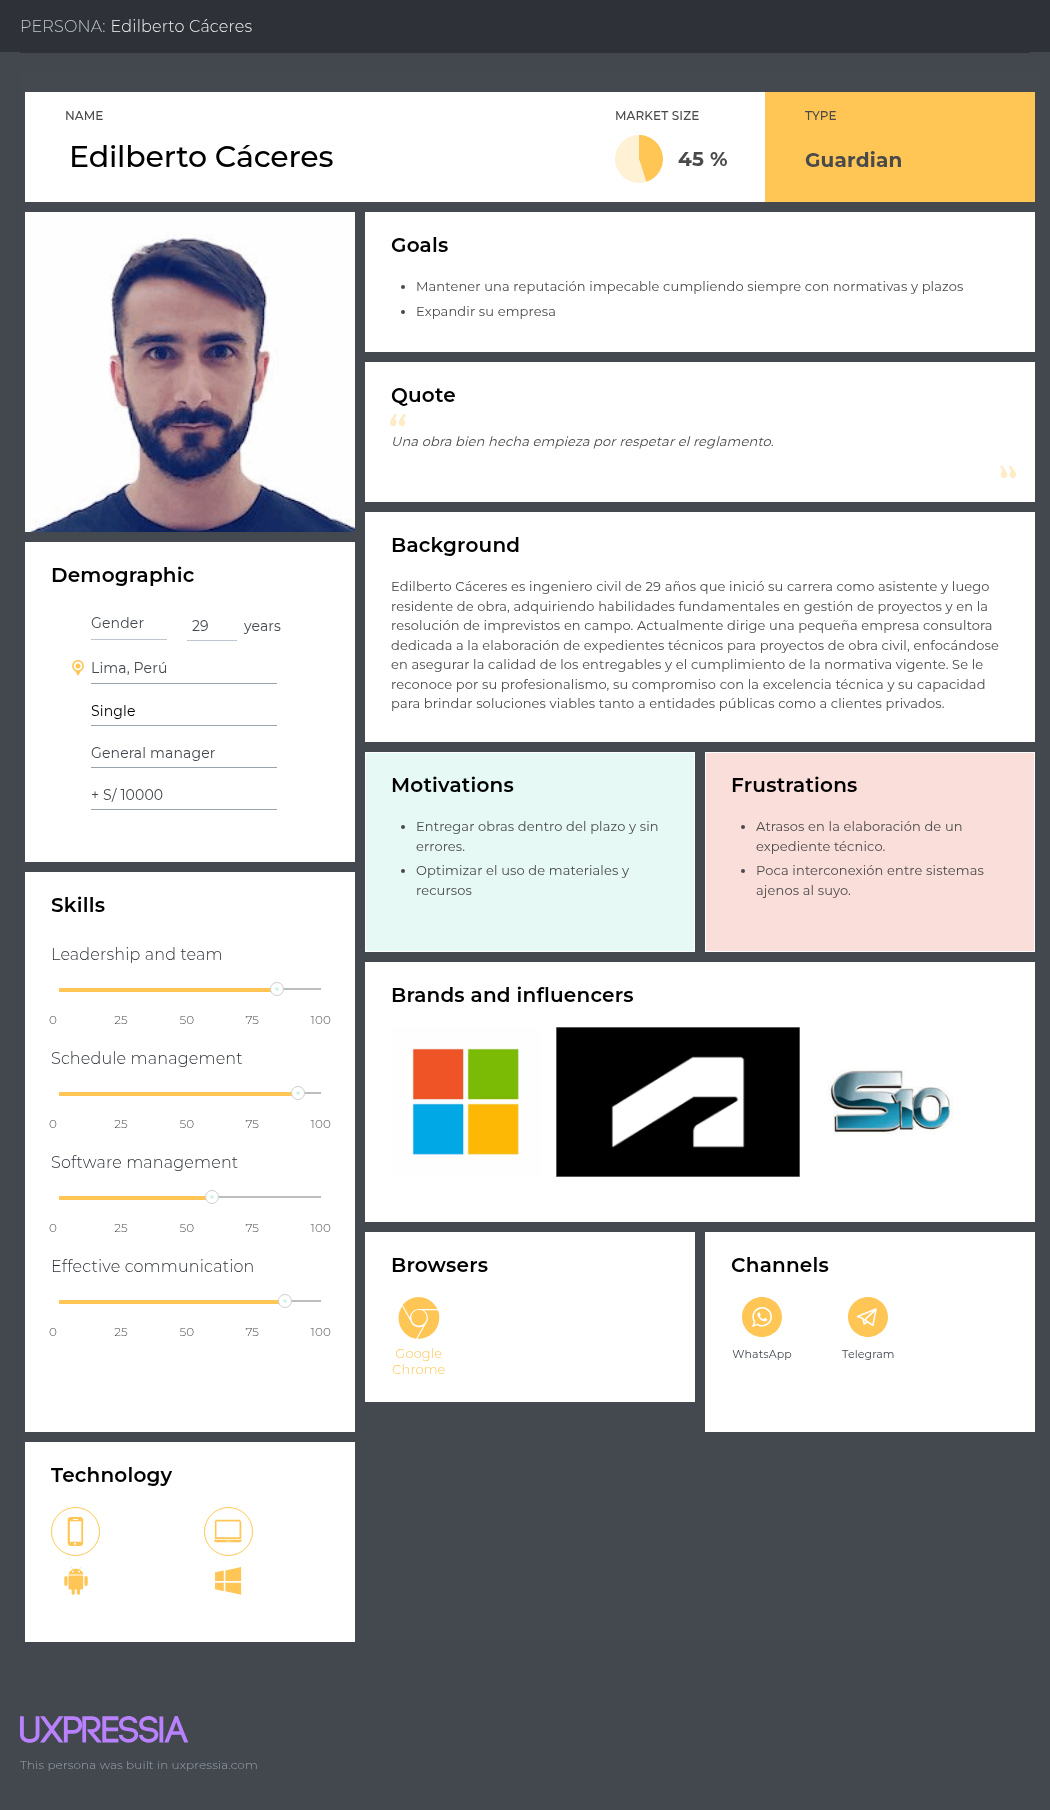 PERSONA: Edilberto Cáceres
NAME
Edilberto Cáceres
MARKET SIZE
45 %
TYPE
Guardian
Goals
Mantener una reputación impecable cumpliendo siempre con normativas y plazos
Expandir su empresa
Quote
“
Una obra bien hecha empieza por respetar el reglamento.
”
Demographic
Gender
29 years
Lima, Perú
Single
General manager
+ S/ 10000
Background
Edilberto Cáceres es ingeniero civil de 29 años que inició su carrera como asistente y luego
residente de obra, adquiriendo habilidades fundamentales en gestión de proyectos y en la
resolución de imprevistos en campo. Actualmente dirige una pequeña empresa consultora
dedicada a la elaboración de expedientes técnicos para proyectos de obra civil, enfocándose
en asegurar la calidad de los entregables y el cumplimiento de la normativa vigente. Se le
reconoce por su profesionalismo, su compromiso con la excelencia técnica y su capacidad
para brindar soluciones viables tanto a entidades públicas como a clientes privados.
Motivations
Entregar obras dentro del plazo y sin
errores.
Optimizar el uso de materiales y
recursos
Frustrations
Atrasos en la elaboración de un
expediente técnico.
Poca interconexión entre sistemas
ajenos al suyo.
Skills
Leadership and team
0 25 50 75 100
Schedule management
0 25 50 75 100
Software management
0 25 50 75 100
Effective communication
0 25 50 75 100
Brands and influencers
S10
Browsers
Google
Chrome
Channels
WhatsApp
Telegram
Technology
UXPRESSIA
This persona was built in uxpressia.com